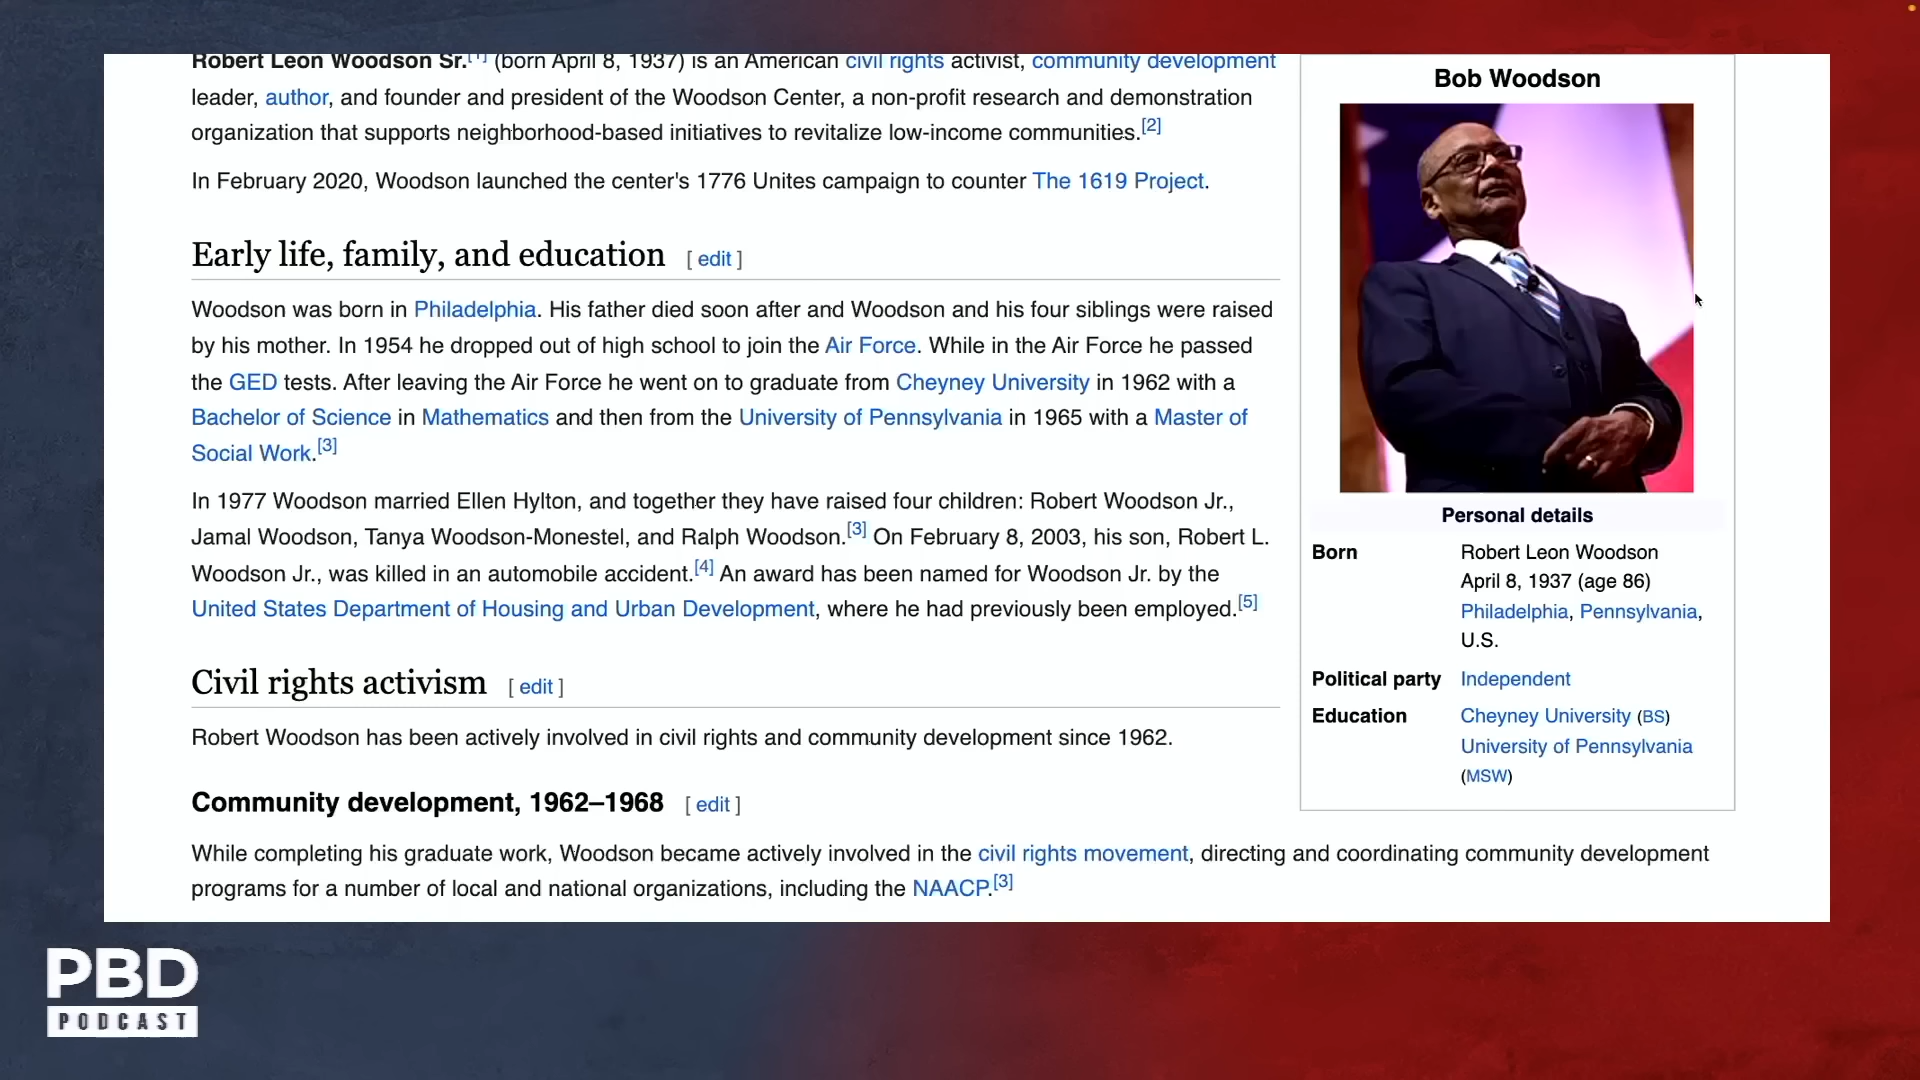 Robert Leon Woodson Sr.[1] (born April 8, 1937) is an American civil rights activist, community development
leader, author, and founder and president of the Woodson Center, a non-profit research and demonstration
organization that supports neighborhood-based initiatives to revitalize low-income communities.[2]
In February 2020, Woodson launched the center's 1776 Unites campaign to counter The 1619 Project.
Early life, family, and education [ edit ]
Woodson was born in Philadelphia. His father died soon after and Woodson and his four siblings were raised
by his mother. In 1954 he dropped out of high school to join the Air Force. While in the Air Force he passed
the GED tests. After leaving the Air Force he went on to graduate from Cheyney University in 1962 with a
Bachelor of Science in Mathematics and then from the University of Pennsylvania in 1965 with a Master of
Social Work.[3]
In 1977 Woodson married Ellen Hylton, and together they have raised four children: Robert Woodson Jr.,
Jamal Woodson, Tanya Woodson-Monestel, and Ralph Woodson.[3] On February 8, 2003, his son, Robert L.
Woodson Jr., was killed in an automobile accident.[4] An award has been named for Woodson Jr. by the
United States Department of Housing and Urban Development, where he had previously been employed.[5]
Civil rights activism [ edit ]
Robert Woodson has been actively involved in civil rights and community development since 1962.
Community development, 1962–1968 [ edit ]
While completing his graduate work, Woodson became actively involved in the civil rights movement, directing and coordinating community development
programs for a number of local and national organizations, including the NAACP.[3]
Bob Woodson
Personal details
Born Robert Leon Woodson
April 8, 1937 (age 86)
Philadelphia, Pennsylvania,
U.S.
Political party Independent
Education Cheyney University (BS)
University of Pennsylvania
(MSW)
PBD
PODCAST